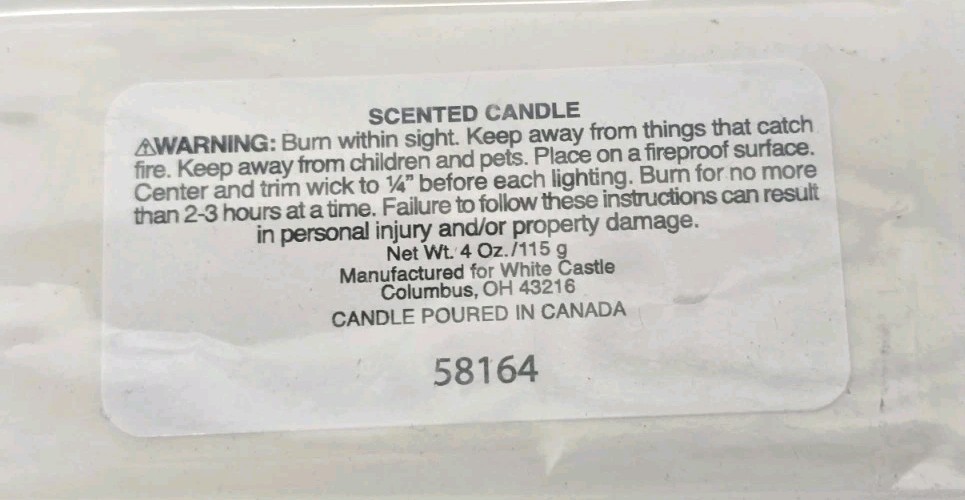 SCENTED CANDLE
⚠WARNING: Burn within sight. Keep away from things that catch
fire. Keep away from children and pets. Place on a fireproof surface.
Center and trim wick to ¼” before each lighting. Burn for no more
than 2-3 hours at a time. Failure to follow these instructions can result
in personal injury and/or property damage.
Net Wt. 4 Oz./115 g
Manufactured for White Castle
Columbus, OH 43216
CANDLE POURED IN CANADA
58164